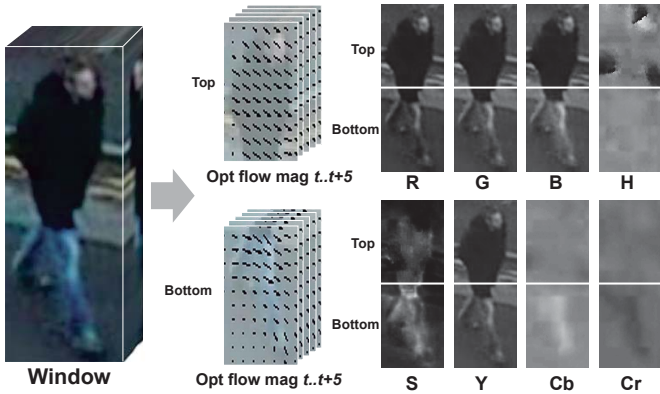 Window
Top
Opt flow mag t..t+5
Bottom
Opt flow mag t..t+5
Top
Bottom
R G B H
Top
Bottom
S Y Cb Cr